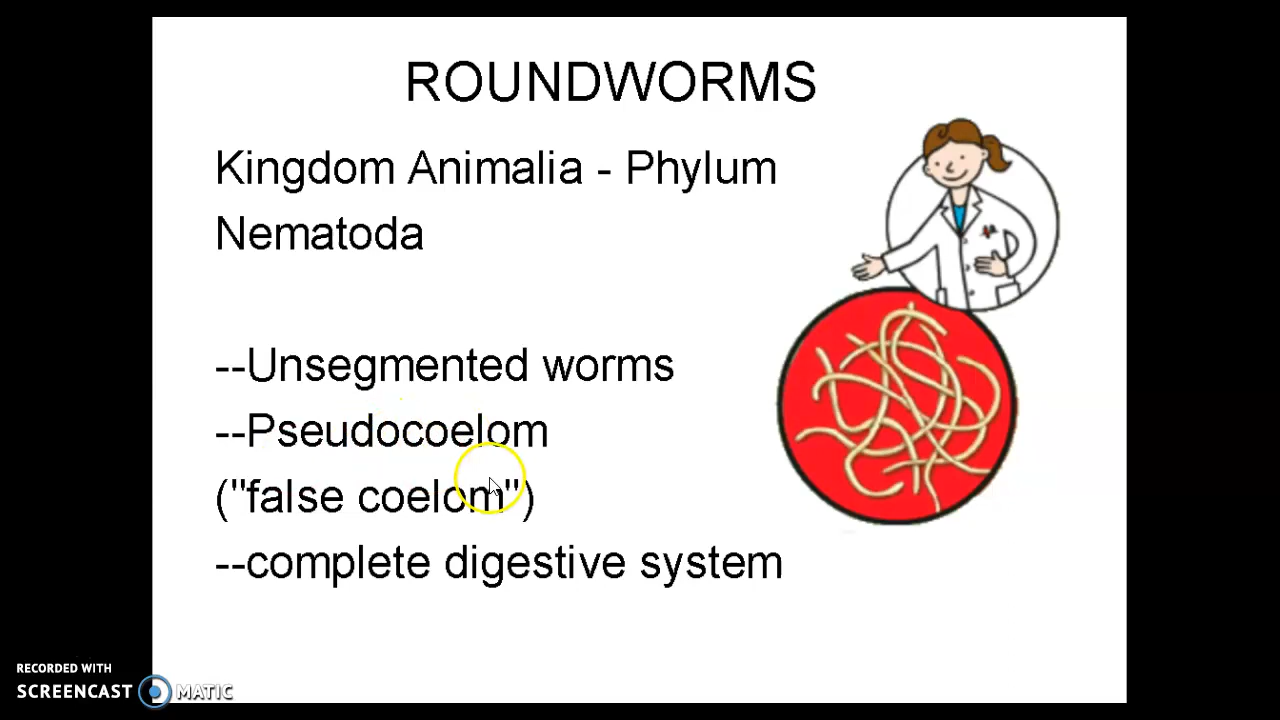 ROUNDWORMS
Kingdom Animalia - Phylum
Nematoda
--Unsegmented worms
--Pseudocoelom
("false coelom")
--complete digestive system
RECORDED WITH
SCREENCAST MATIC